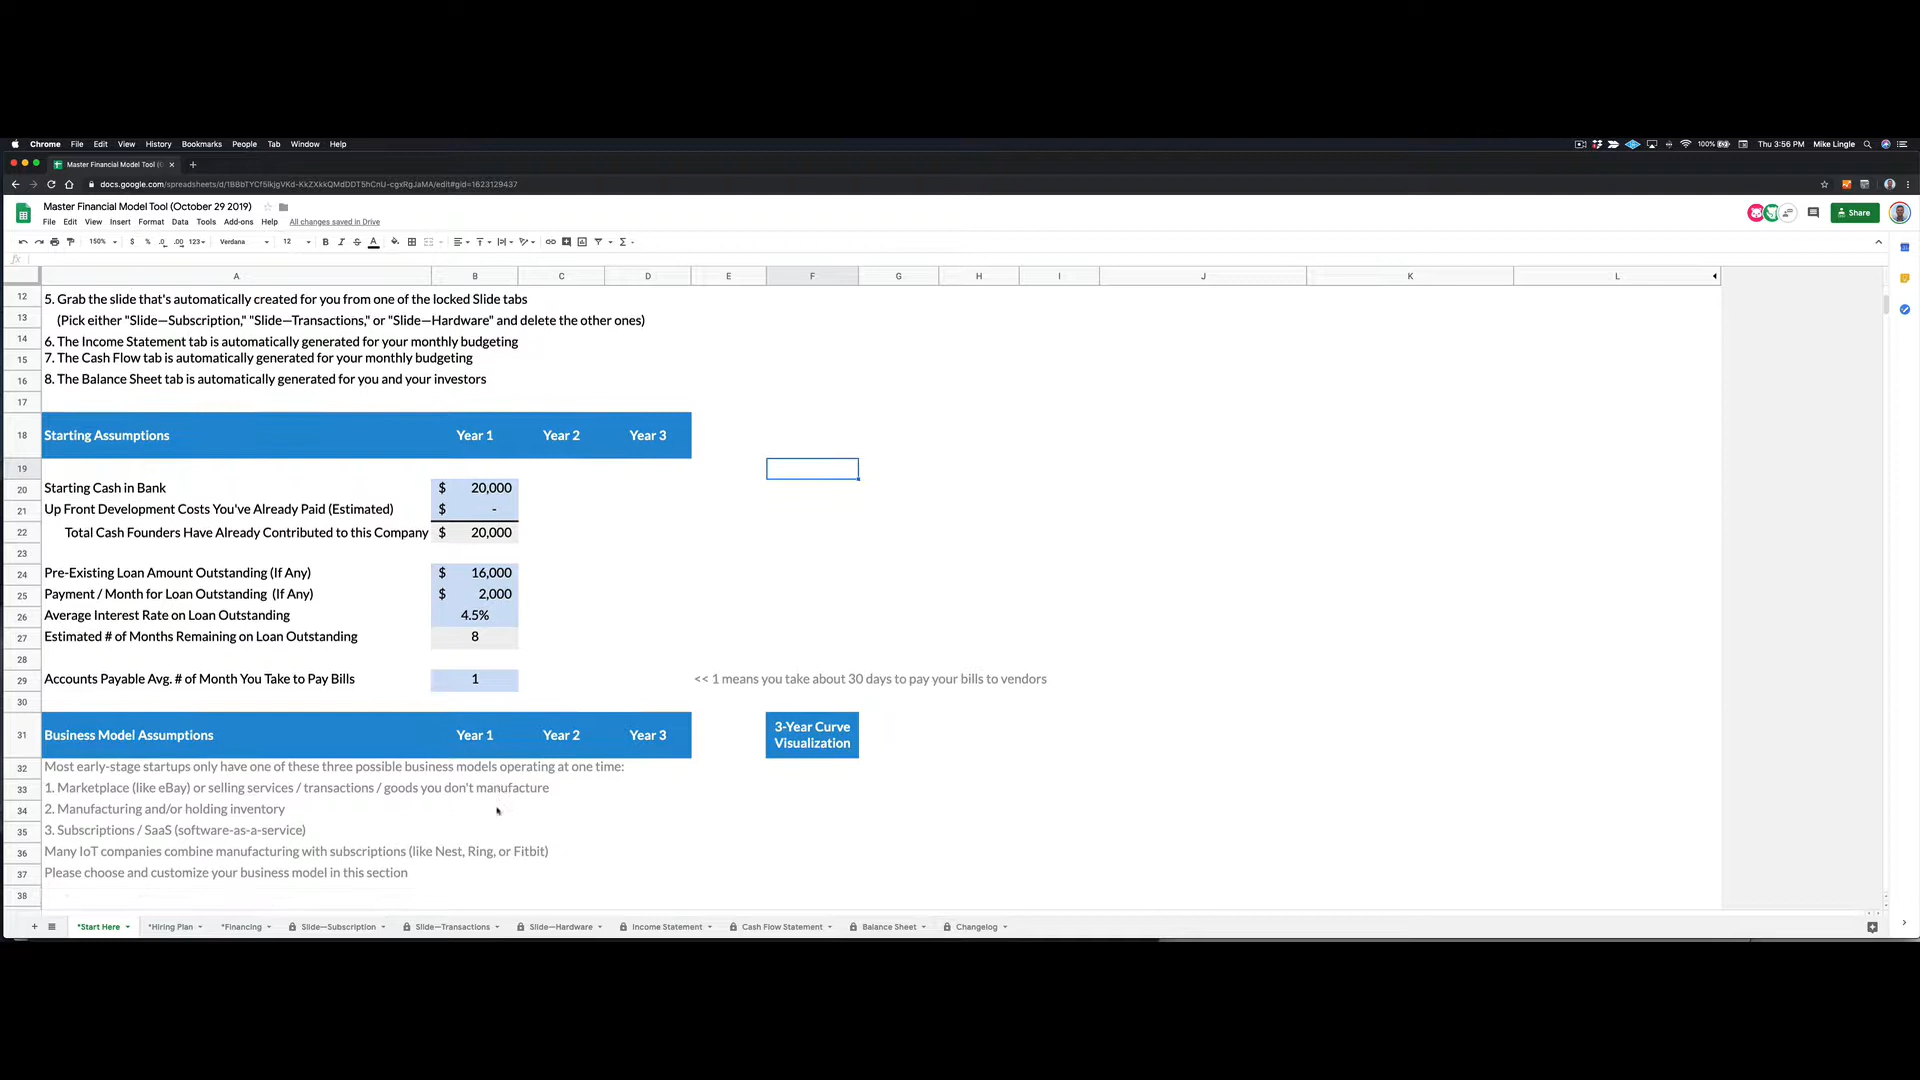 Chrome File Edit View History Bookmarks People Tab Window Help 100% Thu 3:56 PM Mike Lingle
Master Financial Model Tool (O
docs.google.com/spreadsheets/d/
Master Financial Model Tool (October 29 2019)
Share
File Edit View Insert Format Data Tools Add-ons Help All changes saved in Drive
150% $ % .0 .00 123 Verdana 12 B I S A
fx
A B C D E F G H I J K L
12 5. Grab the slide that's automatically created for you from one of the locked Slide tabs
13 (Pick either "Slide—Subscription," "Slide—Transactions," or "Slide—Hardware" and delete the other ones)
14 6. The Income Statement tab is automatically generated for your monthly budgeting
15 7. The Cash Flow tab is automatically generated for your monthly budgeting
16 8. The Balance Sheet tab is automatically generated for you and your investors
17
18 Starting Assumptions Year 1 Year 2 Year 3
19
20 Starting Cash in Bank $ 20,000
21 Up Front Development Costs You've Already Paid (Estimated) $ -
22 Total Cash Founders Have Already Contributed to this Company $ 20,000
23
24 Pre-Existing Loan Amount Outstanding (If Any) $ 16,000
25 Payment / Month for Loan Outstanding (If Any) $ 2,000
26 Average Interest Rate on Loan Outstanding 4.5%
27 Estimated # of Months Remaining on Loan Outstanding 8
28
29 Accounts Payable Avg. # of Month You Take to Pay Bills 1 << 1 means you take about 30 days to pay your bills to vendors
30
31 Business Model Assumptions Year 1 Year 2 Year 3 3-Year Curve
Visualization
32 Most early-stage startups only have one of these three possible business models operating at one time:
33 1. Marketplace (like eBay) or selling services / transactions / goods you don't manufacture
34 2. Manufacturing and/or holding inventory
35 3. Subscriptions / SaaS (software-as-a-service)
36 Many IoT companies combine manufacturing with subscriptions (like Nest, Ring, or Fitbit)
37 Please choose and customize your business model in this section
38
*Start Here *Hiring Plan *Financing Slide—Subscription Slide—Transactions Slide—Hardware Income Statement Cash Flow Statement Balance Sheet Changelog